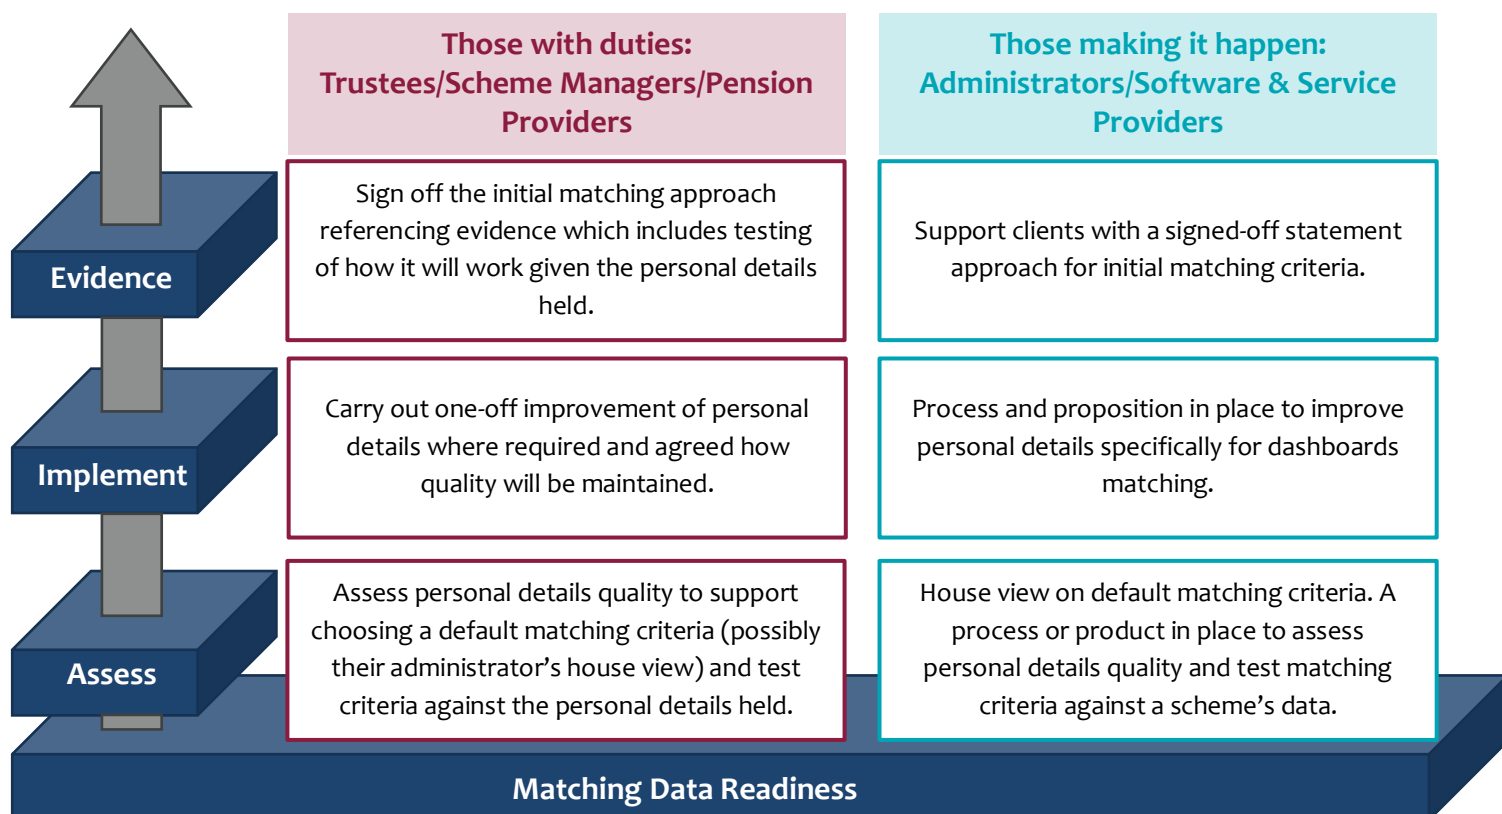 Those with duties:
Trustees/Scheme Managers/Pension
Providers
Those making it happen:
Administrators/Software & Service
Providers
Evidence
Sign off the initial matching approach
referencing evidence which includes testing
of how it will work given the personal details
held.
Support clients with a signed-off statement
approach for initial matching criteria.
Implement
Carry out one-off improvement of personal
details where required and agreed how
quality will be maintained.
Process and proposition in place to improve
personal details specifically for dashboards
matching.
Assess
Assess personal details quality to support
choosing a default matching criteria (possibly
their administrator’s house view) and test
criteria against the personal details held.
House view on default matching criteria. A
process or product in place to assess
personal details quality and test matching
criteria against a scheme’s data.
Matching Data Readiness